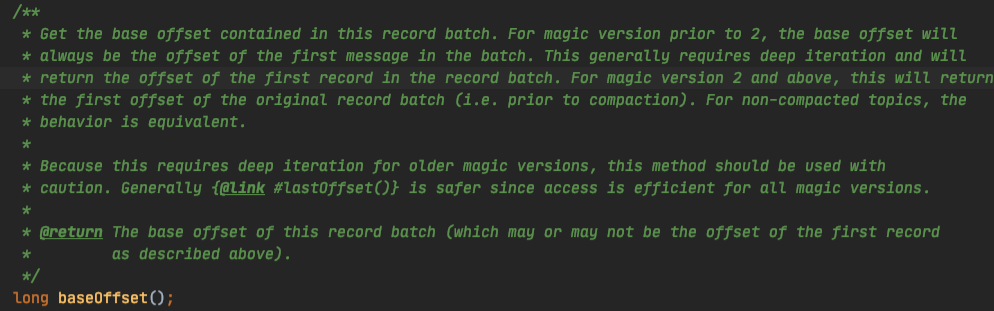 /**
 * Get the base offset contained in this record batch. For magic version prior to 2, the base offset will
 * always be the offset of the first message in the batch. This generally requires deep iteration and will
 * return the offset of the first record in the record batch. For magic version 2 and above, this will return
 * the first offset of the original record batch (i.e. prior to compaction). For non-compacted topics, the
 * behavior is equivalent.
 *
 * Because this requires deep iteration for older magic versions, this method should be used with
 * caution. Generally {@link #lastOffset()} is safer since access is efficient for all magic versions.
 *
 * @return The base offset of this record batch (which may or may not be the offset of the first record
 *         as described above).
 */
long baseOffset();